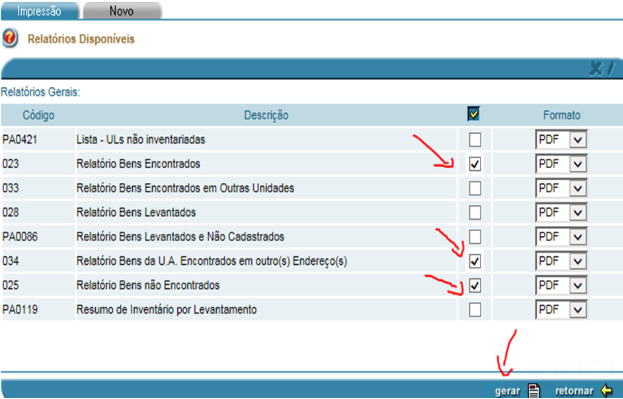 Impressão Novo
Relatórios Disponíveis
Relatórios Gerais:
Código Descrição Formato
PA0421 Lista - ULs não inventariadas PDF
023 Relatório Bens Encontrados PDF
033 Relatório Bens Encontrados em Outras Unidades PDF
028 Relatório Bens Levantados PDF
PA0086 Relatório Bens Levantados e Não Cadastrados PDF
034 Relatório Bens da U.A. Encontrados em outro(s) Endereço(s) PDF
025 Relatório Bens não Encontrados PDF
PA0119 Resumo de Inventário por Levantamento PDF
gerar retornar